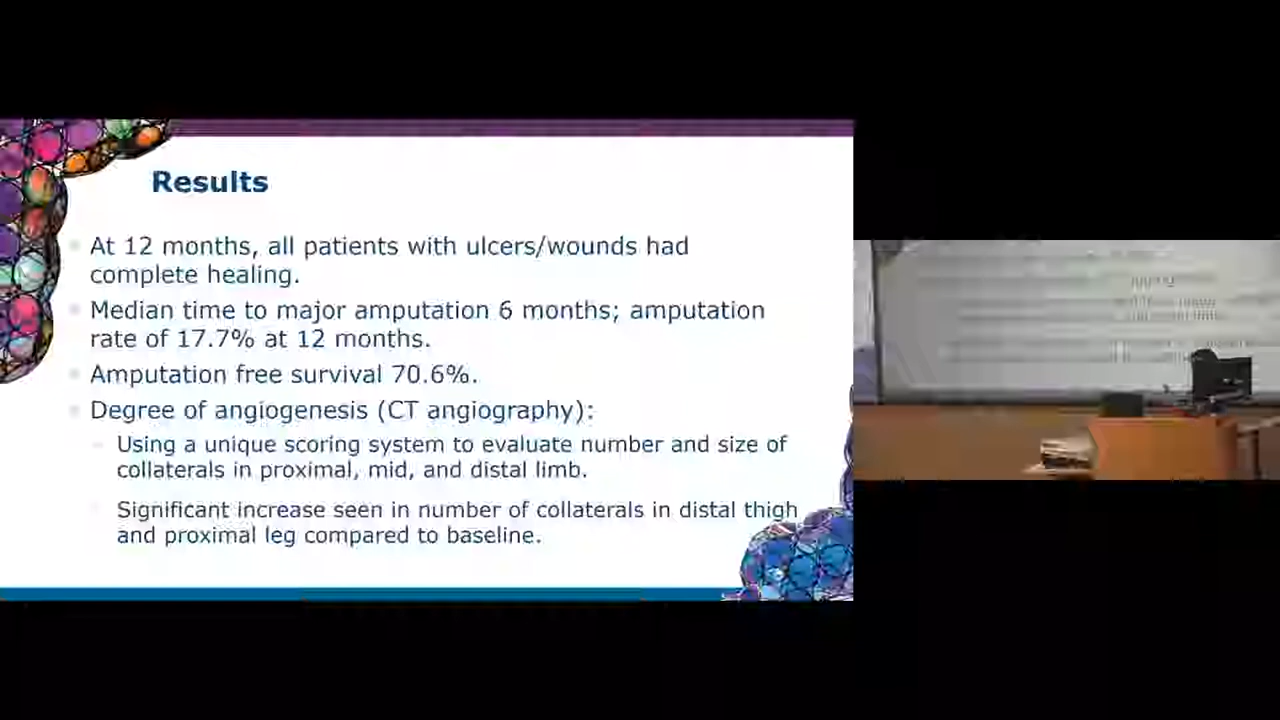 Results
At 12 months, all patients with ulcers/wounds had
complete healing.
Median time to major amputation 6 months; amputation
rate of 17.7% at 12 months.
Amputation free survival 70.6%.
Degree of angiogenesis (CT angiography):
Using a unique scoring system to evaluate number and size of
collaterals in proximal, mid, and distal limb.
Significant increase seen in number of collaterals in distal thigh
and proximal leg compared to baseline.